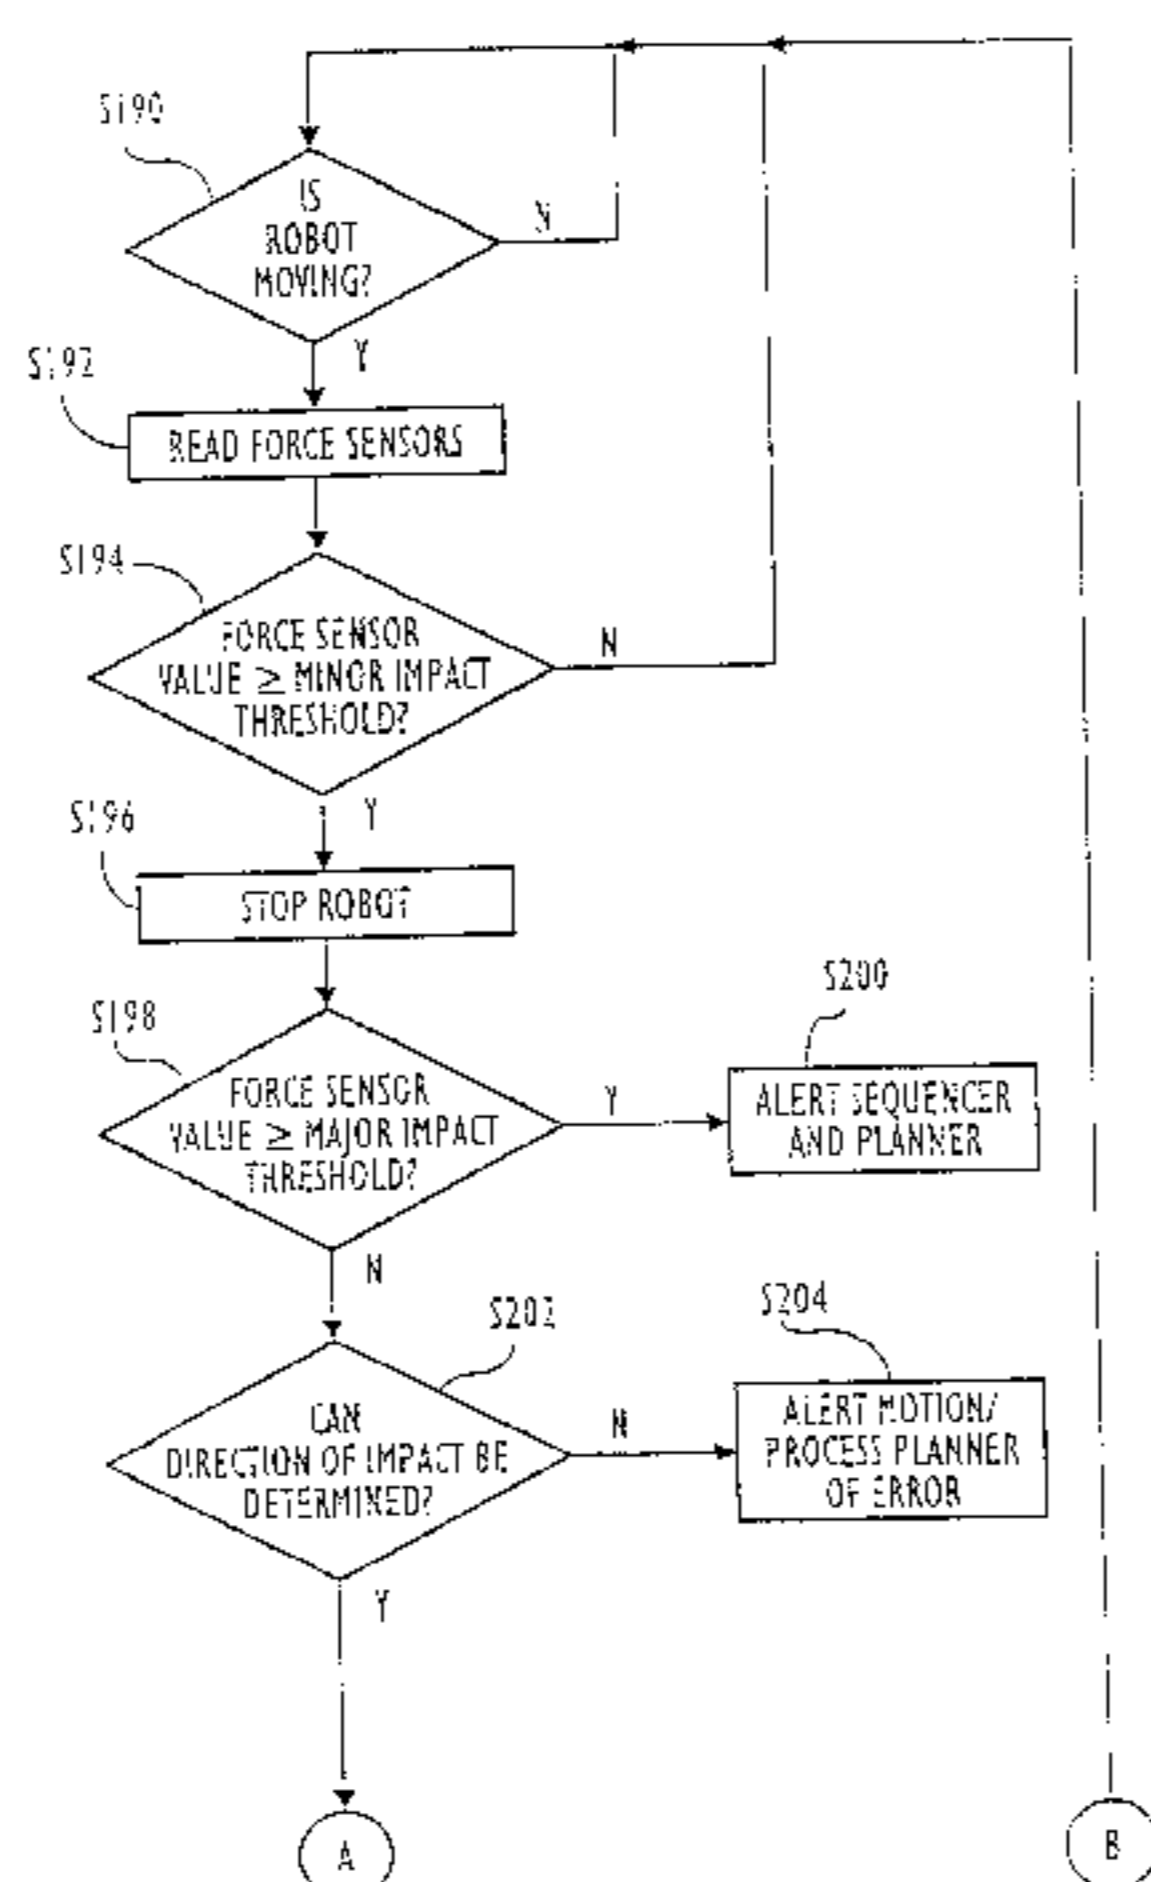 S190
IS
ROBOT
MOVING?
N
Y
S192
READ FORCE SENSORS
S194
FORCE SENSOR
VALUE ≥ MINOR IMPACT
THRESHOLD?
N
Y
S196
STOP ROBOT
S198
FORCE SENSOR
VALUE ≥ MAJOR IMPACT
THRESHOLD?
Y
N
S200
ALERT SEQUENCER
AND PLANNER
S202
CAN
DIRECTION OF IMPACT BE
DETERMINED?
N
Y
S204
ALERT MOTION/
PROCESS PLANNER
OF ERROR
A
B